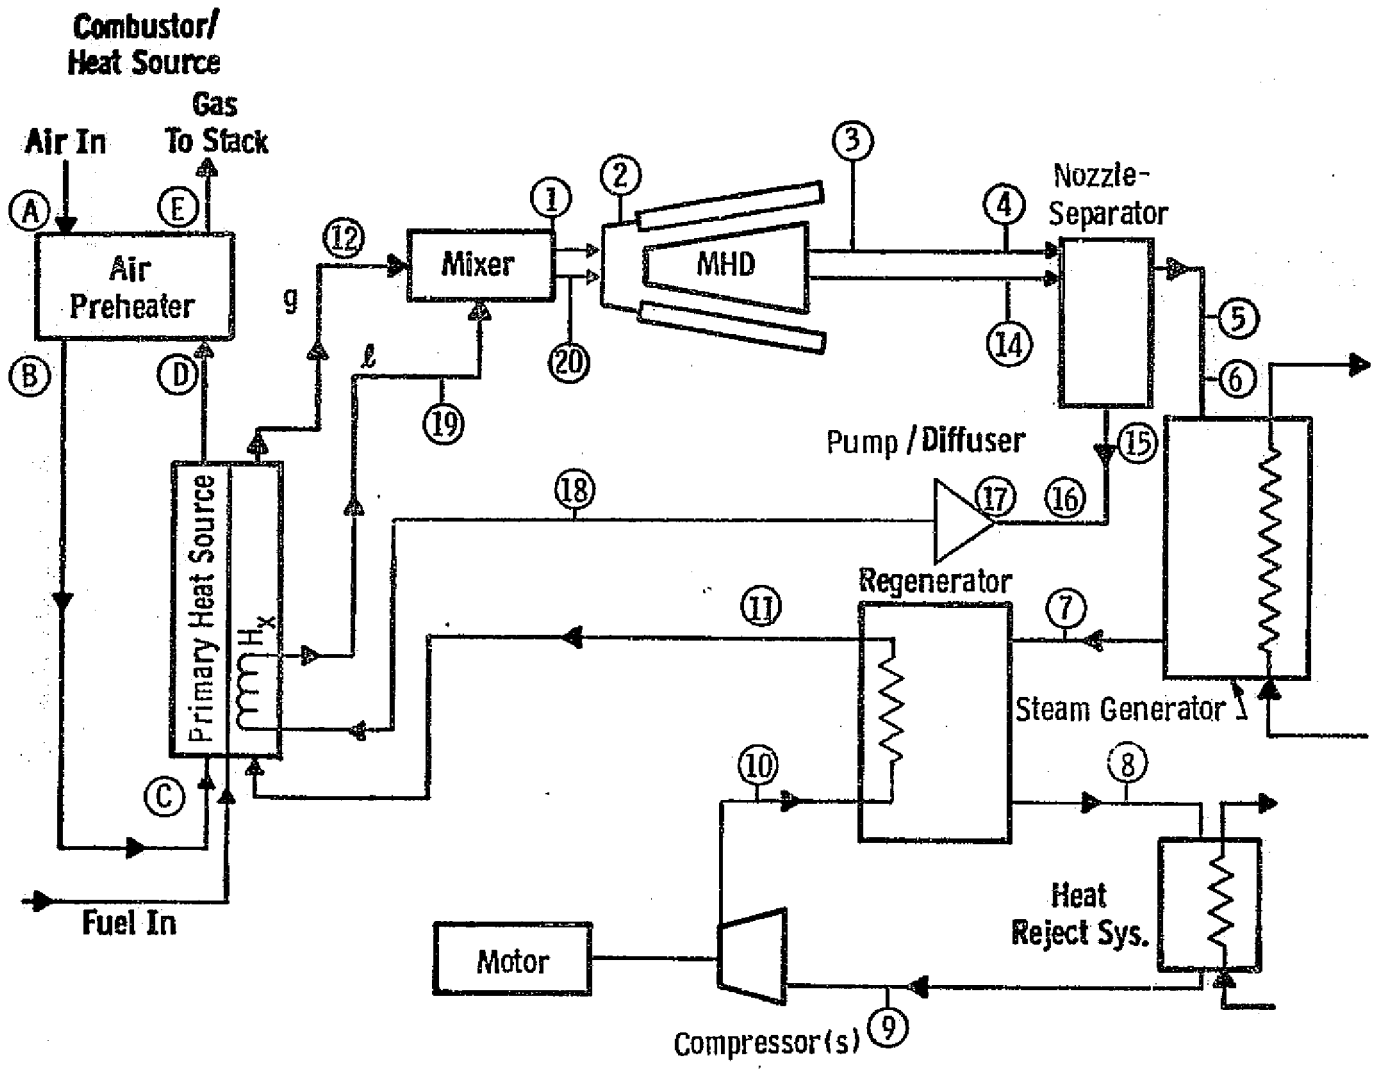 Combustor/
Heat Source
Gas
To Stack
Air In
A
E
Air
Preheater
B
D
g
12
Mixer
1
20
2
MHD
3
4
14
Nozzle-
Separator
5
6
ℓ
19
Pump / Diffuser
15
17
16
18
Primary Heat Source
Hx
Regenerator
11
7
Steam Generator
C
10
8
Fuel In
Heat
Reject Sys.
Motor
Compressor(s)
9